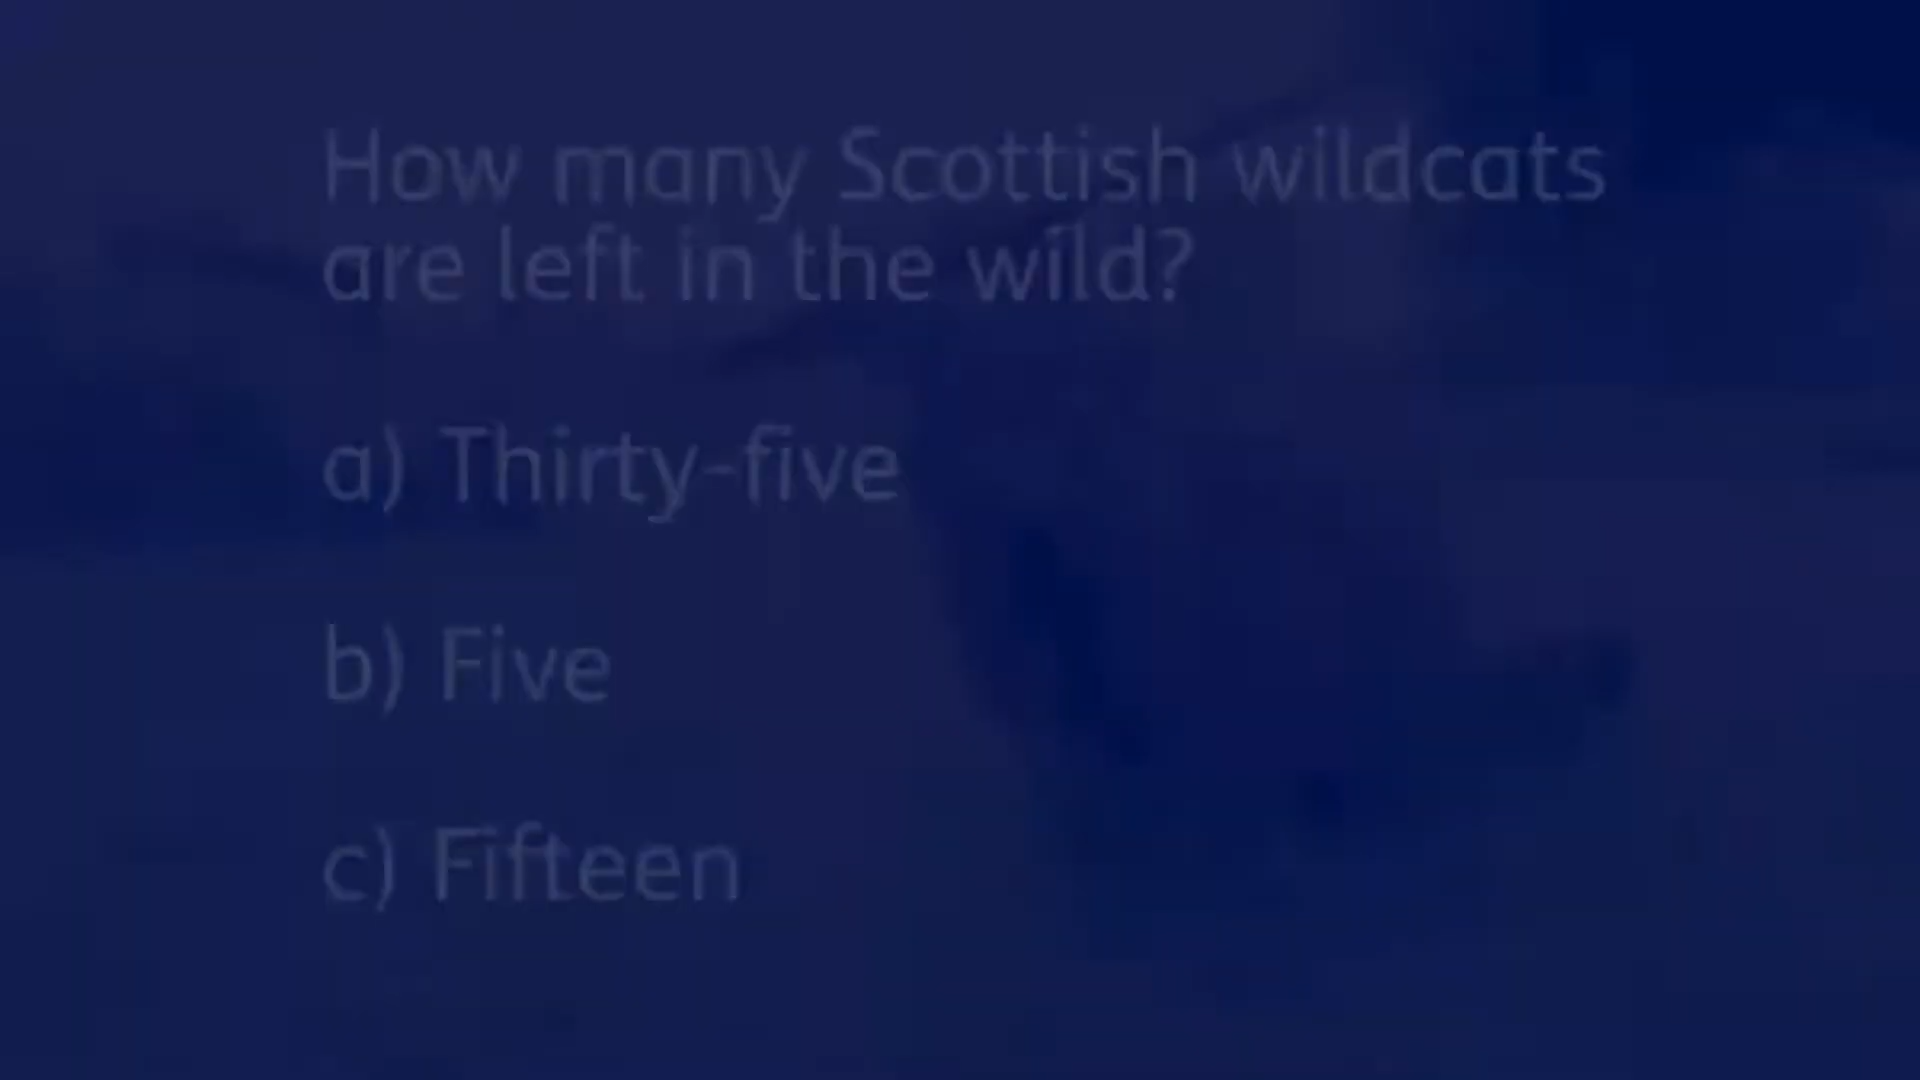 How many Scottish wildcats
are left in the wild?
a) Thirty-five
b) Five
c) Fifteen